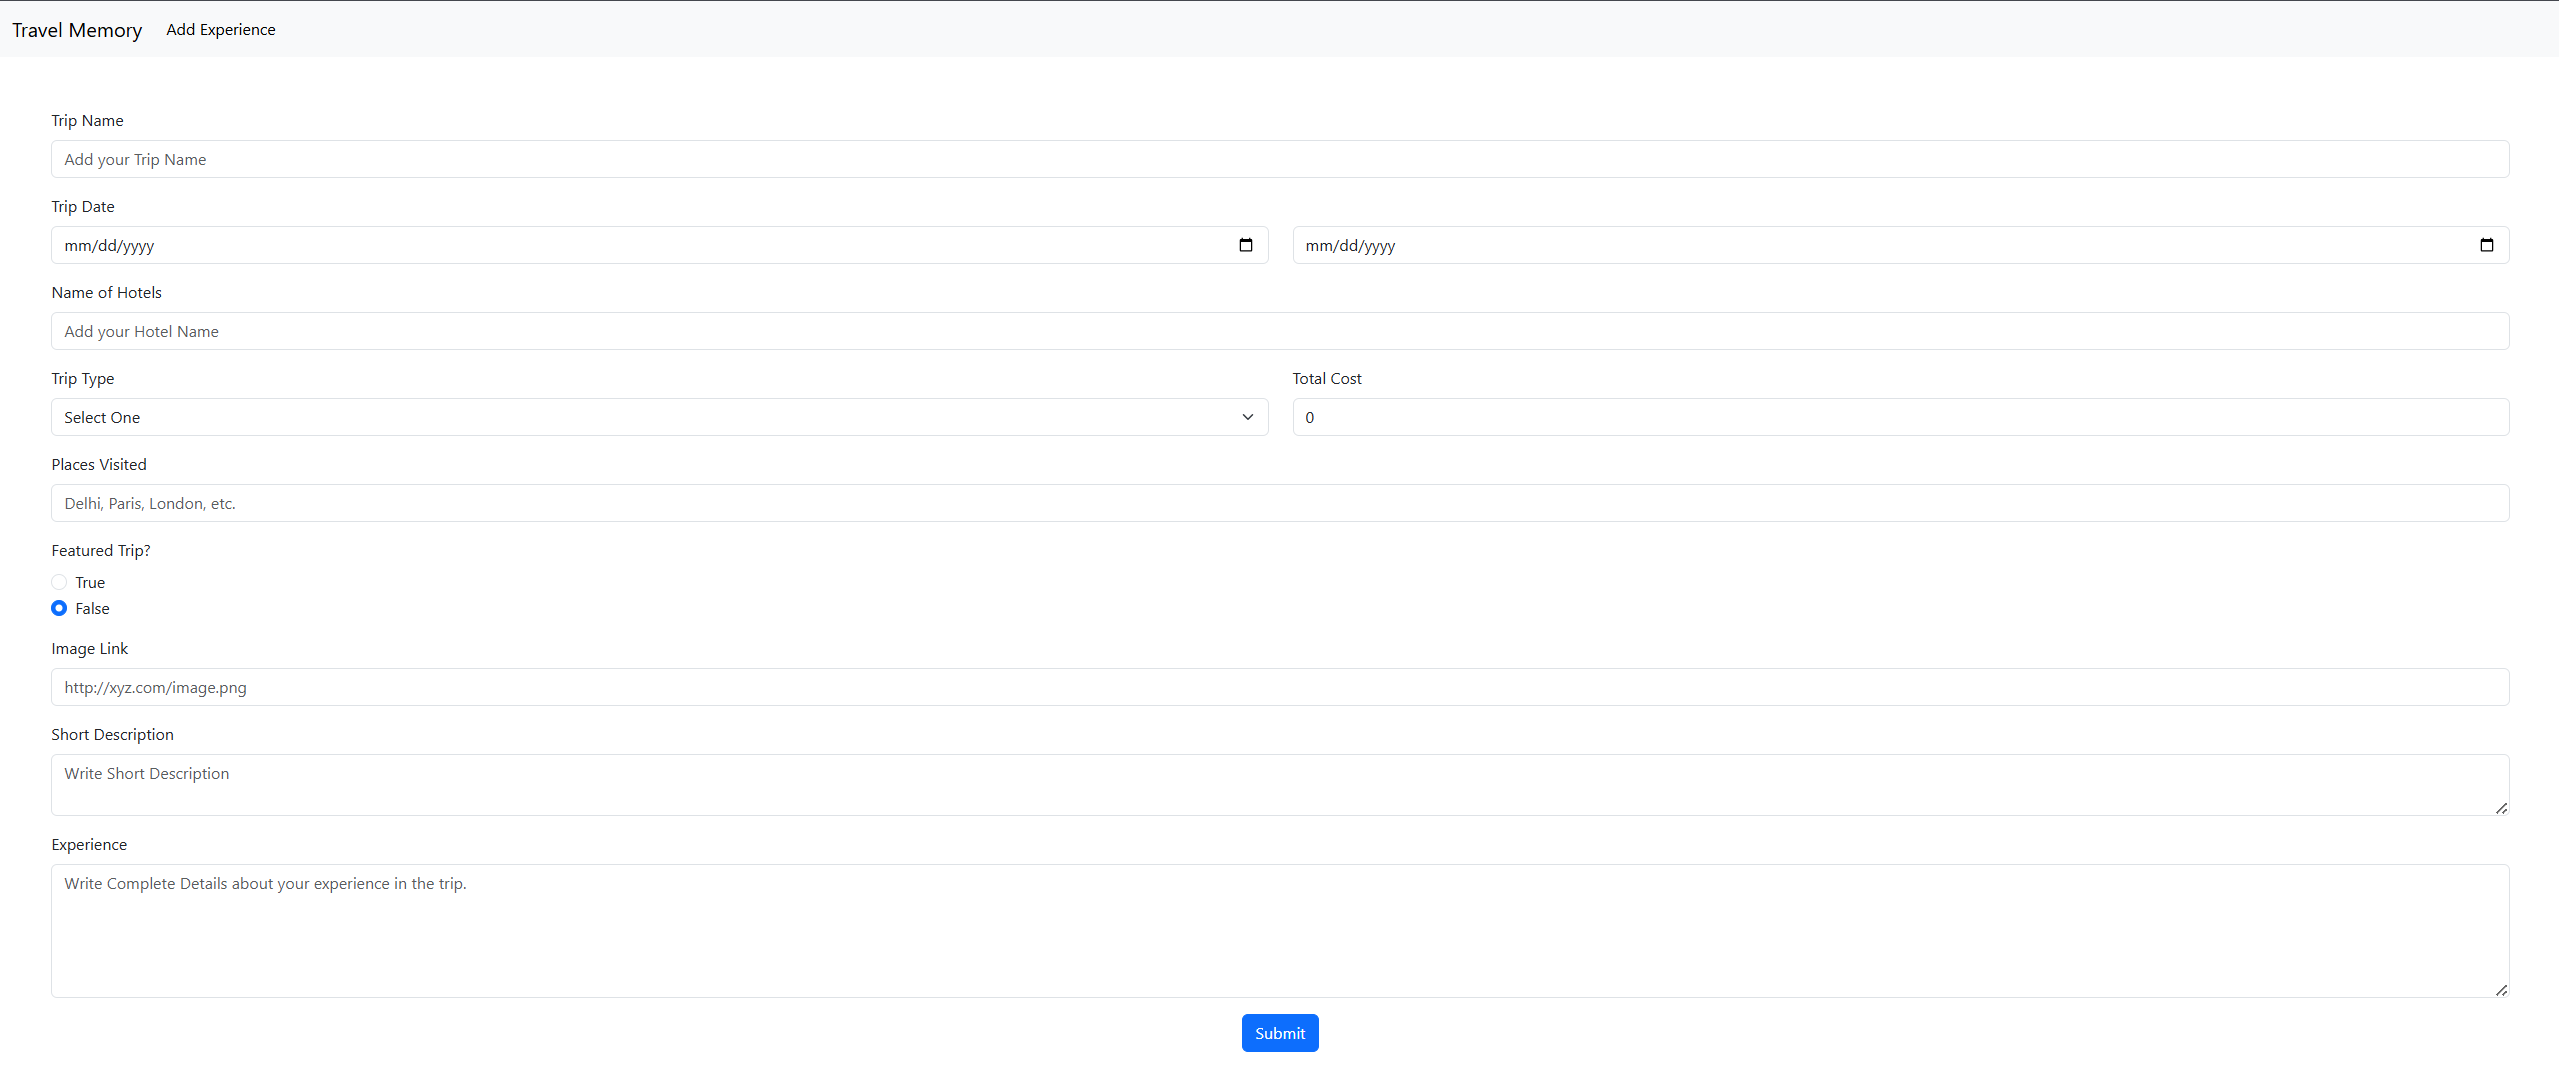 Travel Memory Add Experience
Trip Name
Add your Trip Name
Trip Date
mm/dd/yyyy mm/dd/yyyy
Name of Hotels
Add your Hotel Name
Trip Type Total Cost
Select One 0
Places Visited
Delhi, Paris, London, etc.
Featured Trip?
True
False
Image Link
http://xyz.com/image.png
Short Description
Write Short Description
Experience
Write Complete Details about your experience in the trip.
Submit